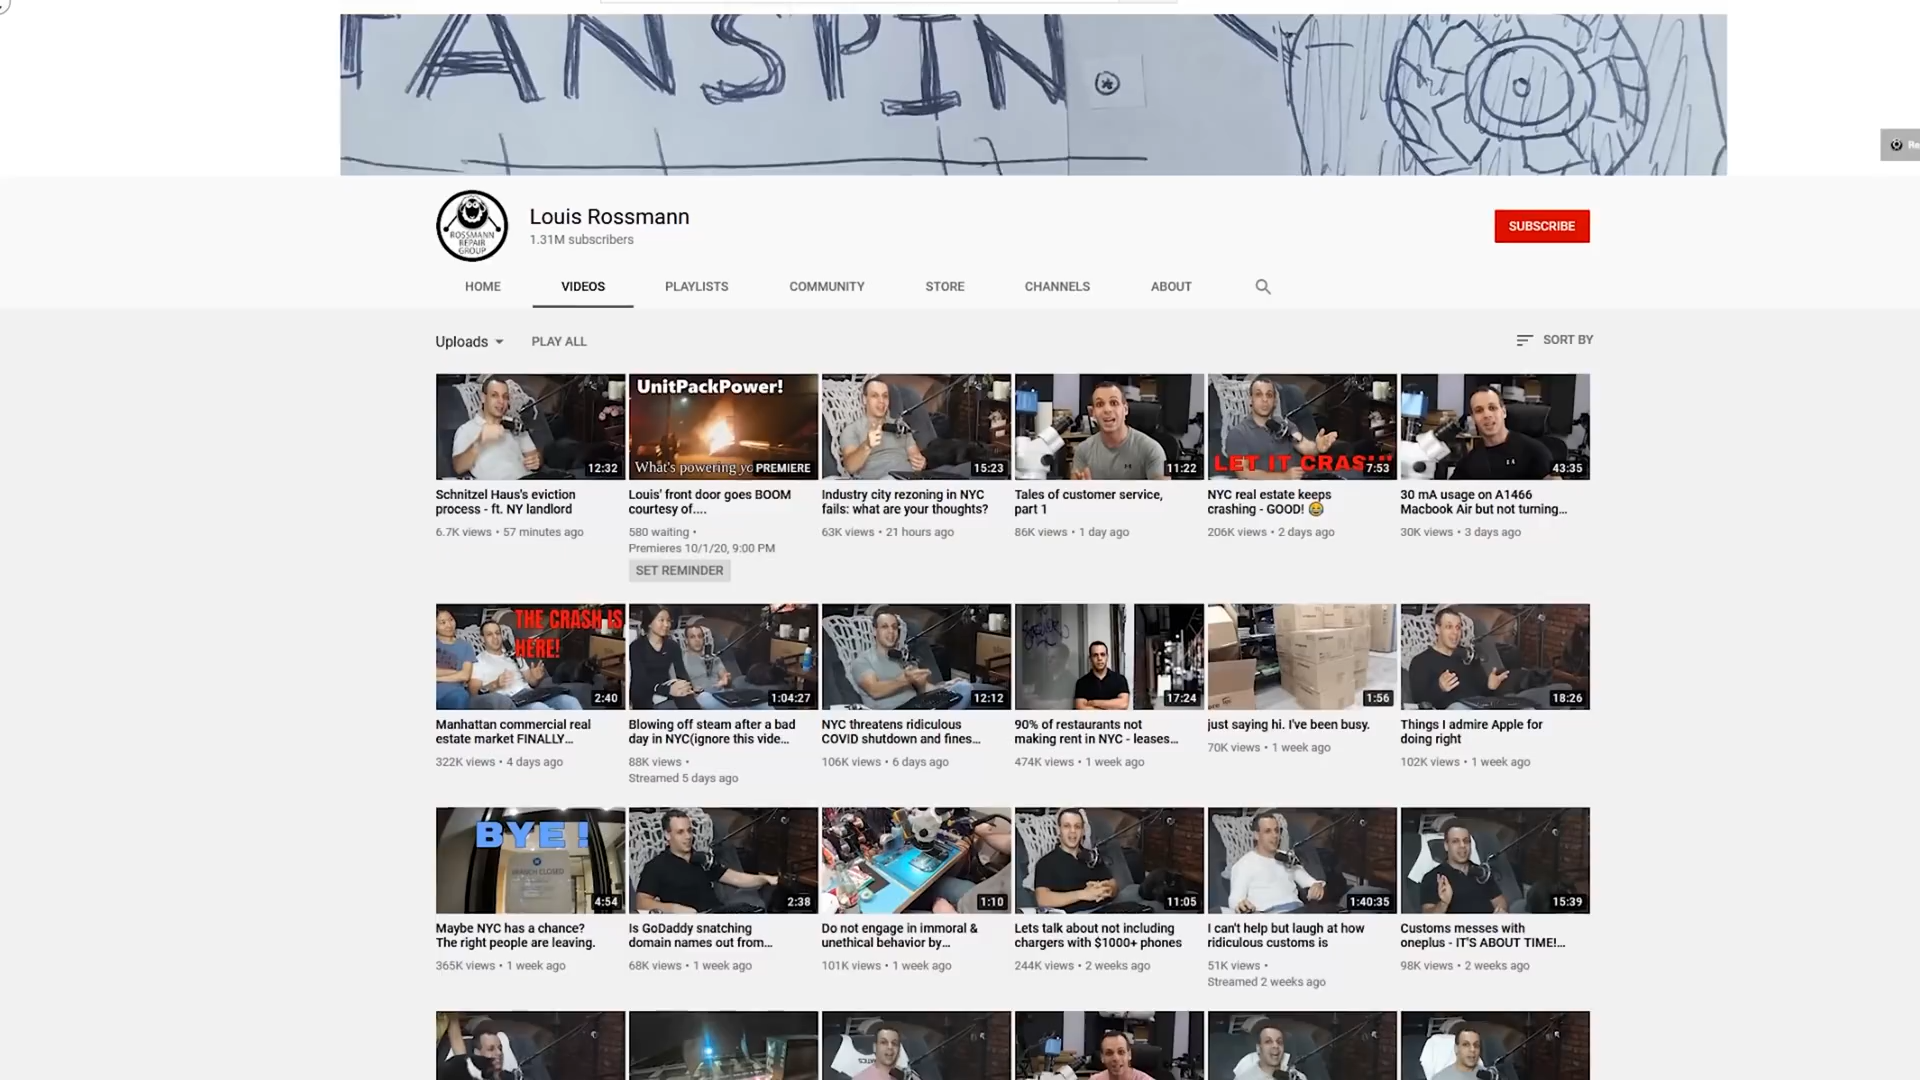 TANSPIN
Re
ROSSMANN
REPAIR
GROUP
Louis Rossmann
1.31M subscribers
SUBSCRIBE
HOME VIDEOS PLAYLISTS COMMUNITY STORE CHANNELS ABOUT
Uploads PLAY ALL SORT BY
UnitPackPower!
What's powering yo PREMIERE
LET IT CRAS
12:32 15:23 11:22 7:53 43:35
Schnitzel Haus's eviction
process - ft. NY landlord
6.7K views • 57 minutes ago
Louis' front door goes BOOM
courtesy of....
580 waiting •
Premieres 10/1/20, 9:00 PM
SET REMINDER
Industry city rezoning in NYC
fails: what are your thoughts?
63K views • 21 hours ago
Tales of customer service,
part 1
86K views • 1 day ago
NYC real estate keeps
crashing - GOOD! 😂
206K views • 2 days ago
30 mA usage on A1466
Macbook Air but not turning...
30K views • 3 days ago
THE CRASH IS
HERE!
2:40 1:04:27 12:12 17:24 1:56 18:26
Manhattan commercial real
estate market FINALLY...
322K views • 4 days ago
Blowing off steam after a bad
day in NYC(ignore this vide...
88K views •
Streamed 5 days ago
NYC threatens ridiculous
COVID shutdown and fines...
106K views • 6 days ago
90% of restaurants not
making rent in NYC - leases...
474K views • 1 week ago
just saying hi. I've been busy.
70K views • 1 week ago
Things I admire Apple for
doing right
102K views • 1 week ago
BYE!
BRANCH CLOSED
4:54 2:38 1:10 11:05 1:40:35 15:39
Maybe NYC has a chance?
The right people are leaving.
365K views • 1 week ago
Is GoDaddy snatching
domain names out from...
68K views • 1 week ago
Do not engage in immoral &
unethical behavior by...
101K views • 1 week ago
Lets talk about not including
chargers with $1000+ phones
244K views • 2 weeks ago
I can't help but laugh at how
ridiculous customs is
51K views •
Streamed 2 weeks ago
Customs messes with
oneplus - IT'S ABOUT TIME!...
98K views • 2 weeks ago